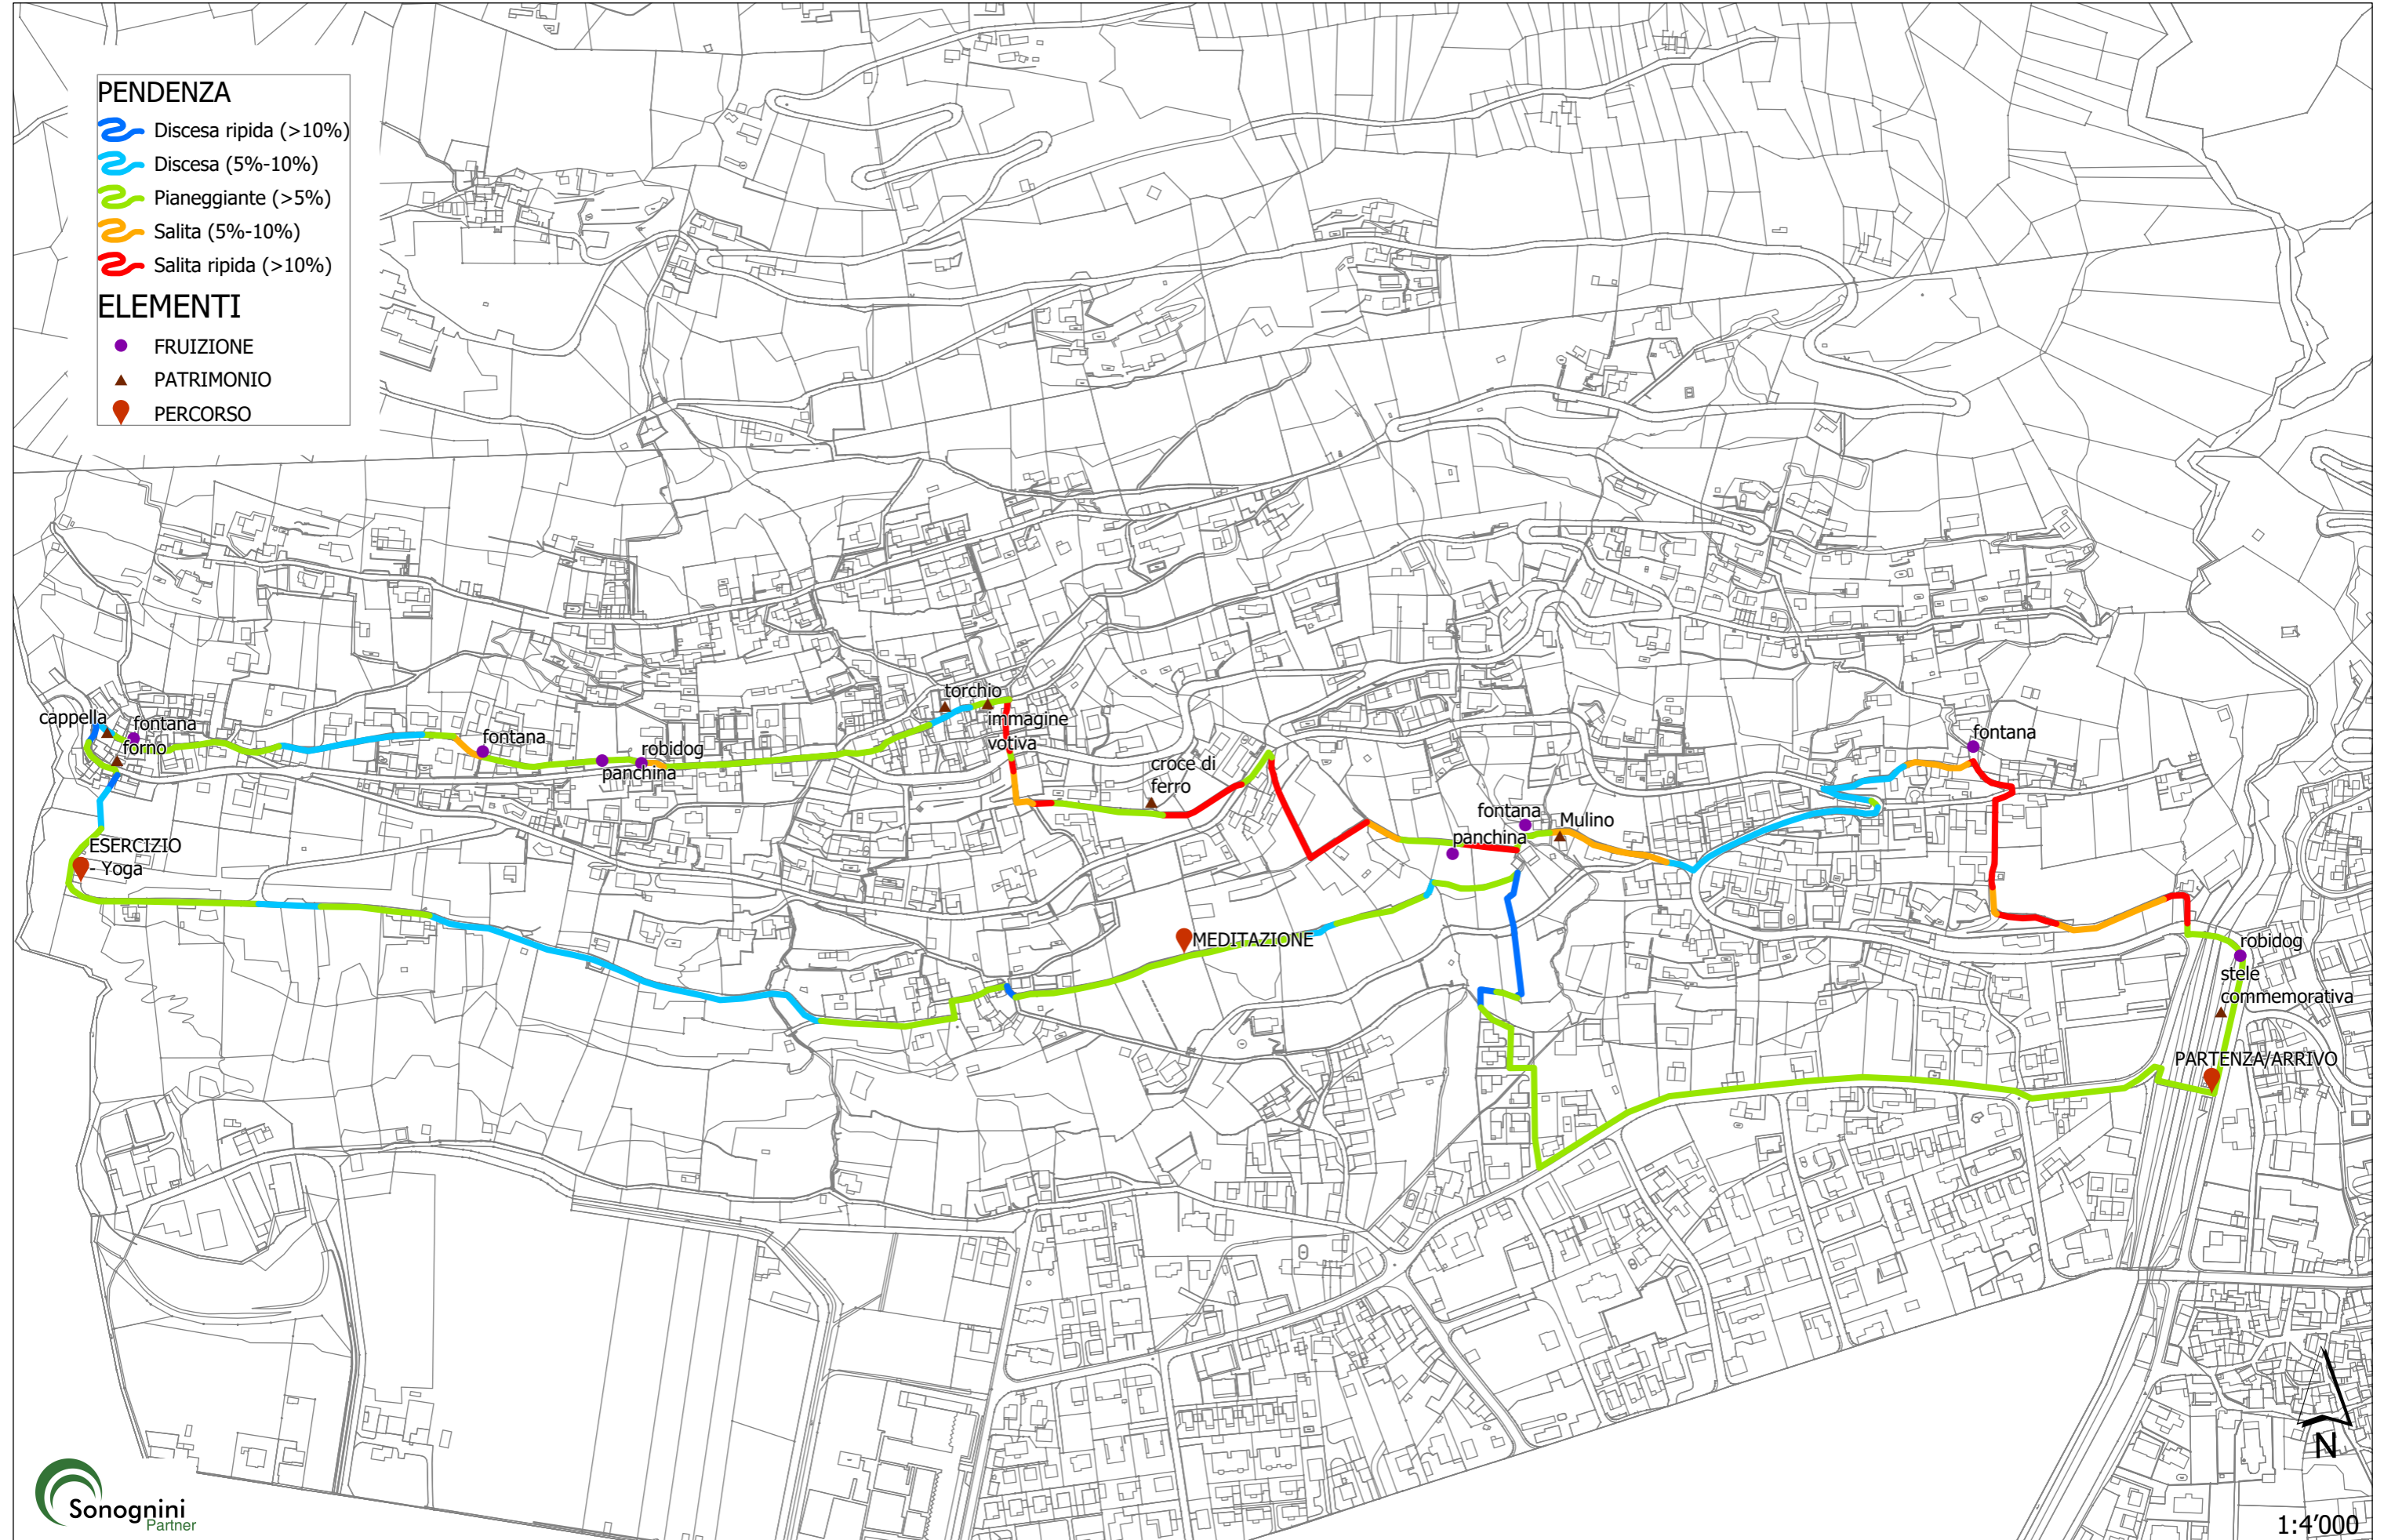 PENDENZA
Discesa ripida (>10%)
Discesa (5%-10%)
Pianeggiante (>5%)
Salita (5%-10%)
Salita ripida (>10%)
ELEMENTI
FRUIZIONE
PATRIMONIO
PERCORSO
cappella
fontana
forno
fontana
panchina
robidog
torchio
immagine
votiva
croce di
ferro
fontana
panchina
Mulino
fontana
ESERCIZIO
- Yoga
MEDITAZIONE
robidog
stele
commemorativa
PARTENZA/ARRIVO
N
Sonognini
Partner
1:4'000